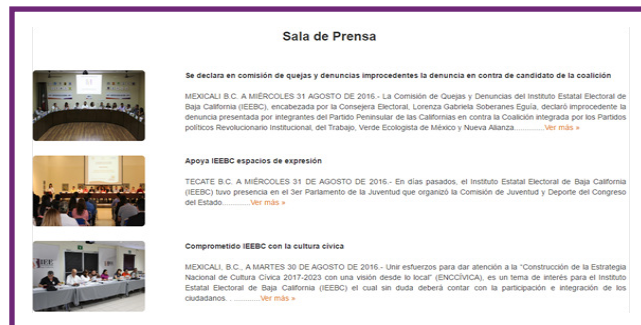 Sala de Prensa
Se declara en comisión de quejas y denuncias improcedentes la denuncia en contra de candidato de la coalición
MEXICALI B.C. A MIÉRCOLES 31 AGOSTO DE 2016.- La Comisión de Quejas y Denuncias del Instituto Estatal Electoral de
Baja California (IEEBC), encabezada por la Consejera Electoral, Lorenza Gabriela Soberanes Eguía, declaró improcedente la
denuncia presentada por integrantes del Partido Peninsular de las Californias en contra la Coalición integrada por los Partidos
políticos Revolucionario Institucional, del Trabajo, Verde Ecologista de México y Nueva Alianza..............Ver más »
Apoya IEEBC espacios de expresión
TECATE B.C. A MIÉRCOLES 31 DE AGOSTO DE 2016.- En días pasados, el Instituto Estatal Electoral de Baja California
(IEEBC) tuvo presencia en el 3er Parlamento de la Juventud que organizó la Comisión de Juventud y Deporte del Congreso
del Estado.............Ver más »
Comprometido IEEBC con la cultura cívica
MEXICALI, B.C., A MARTES 30 DE AGOSTO DE 2016.- Unir esfuerzos para dar atención a la "Construcción de la Estrategia
Nacional de Cultura Cívica 2017-2023 con una visión desde lo local" (ENCCÍVICA), es un tema de interés para el Instituto
Estatal Electoral de Baja California (IEEBC) el cual sin duda deberá contar con la participación e integración de los
ciudadanos. ..............Ver más »